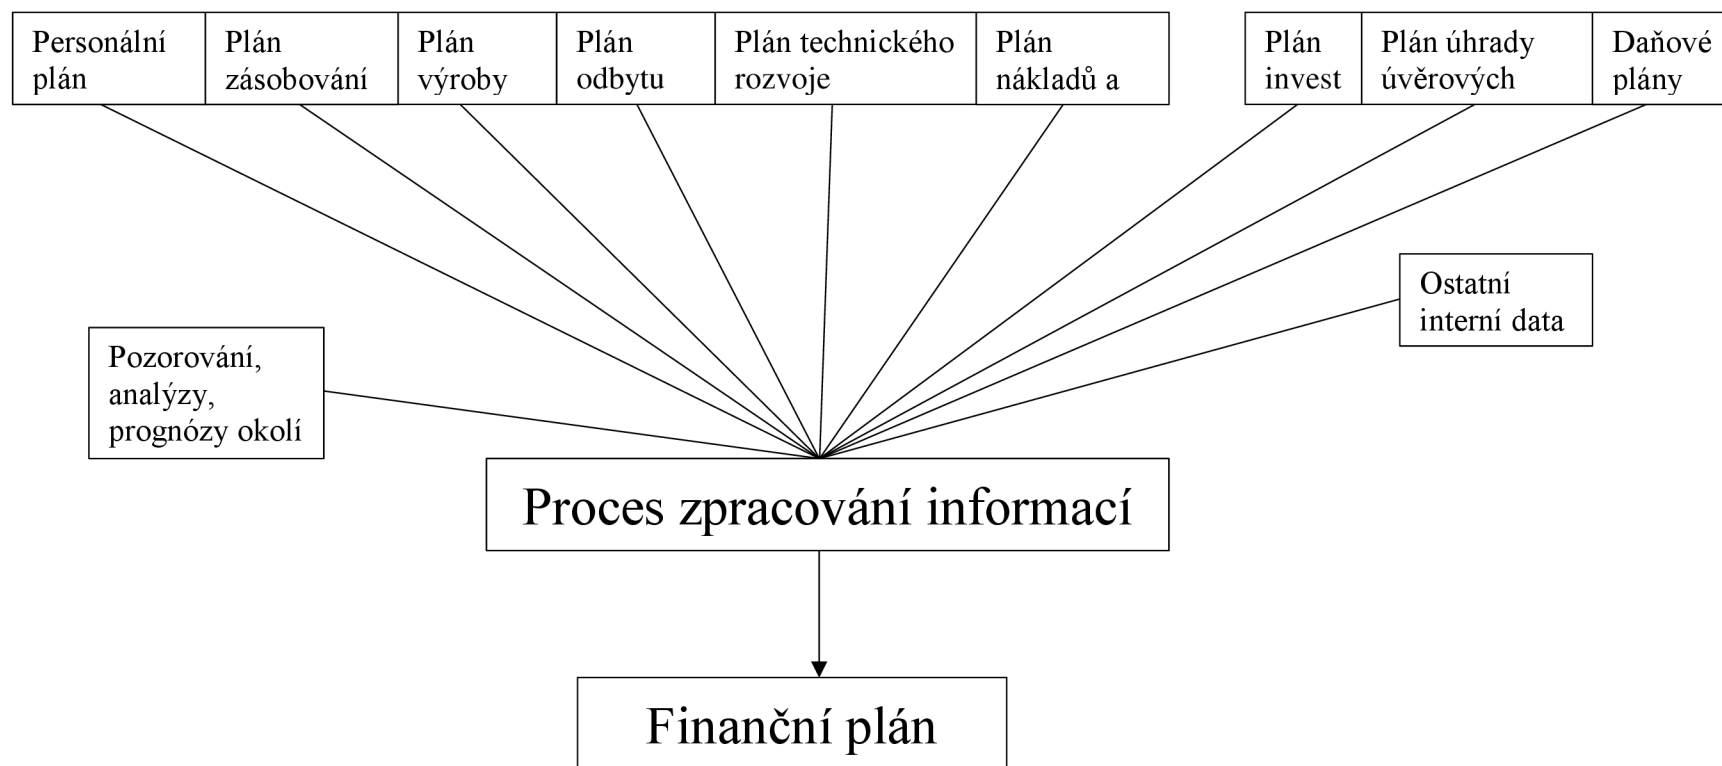 Personální
plán
Plán
zásobování
Plán
výroby
Plán
odbytu
Plán technického
rozvoje
Plán
nákladů a
Plán
invest
Plán úhrady
úvěrových
Daňové
plány
Ostatní
interní data
Pozorování,
analýzy,
prognózy okolí
Proces zpracování informací
Finanční plán